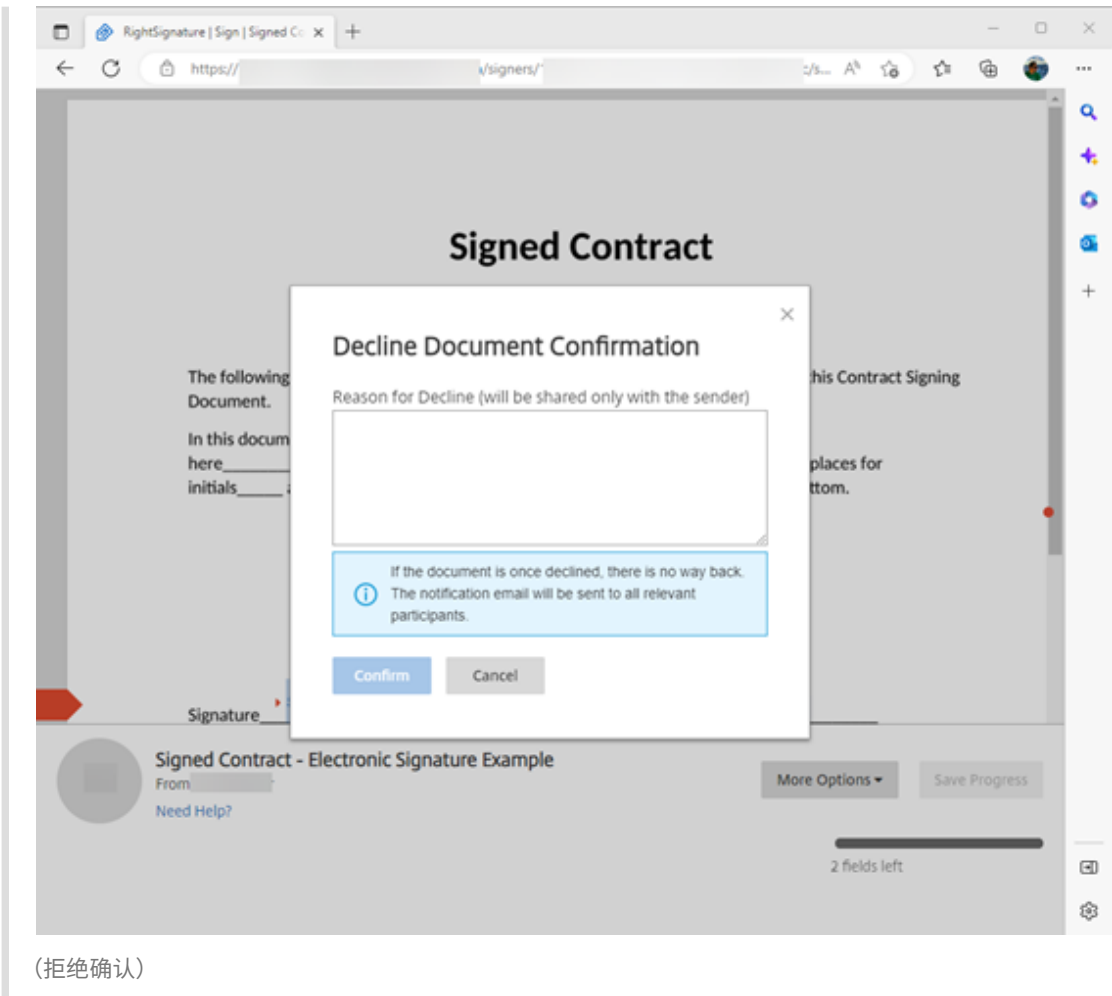 RightSignature | Sign | Signed Co
https://
/signers/
/s...
Signed Contract
Decline Document Confirmation
Reason for Decline (will be shared only with the sender)
The following
his Contract Signing
Document.
In this docum
here
places for
initials
ttom.
If the document is once declined, there is no way back.
The notification email will be sent to all relevant
participants.
Confirm
Cancel
Signature
Signed Contract - Electronic Signature Example
From
Need Help?
More Options
Save Progress
2 fields left
（拒绝确认）